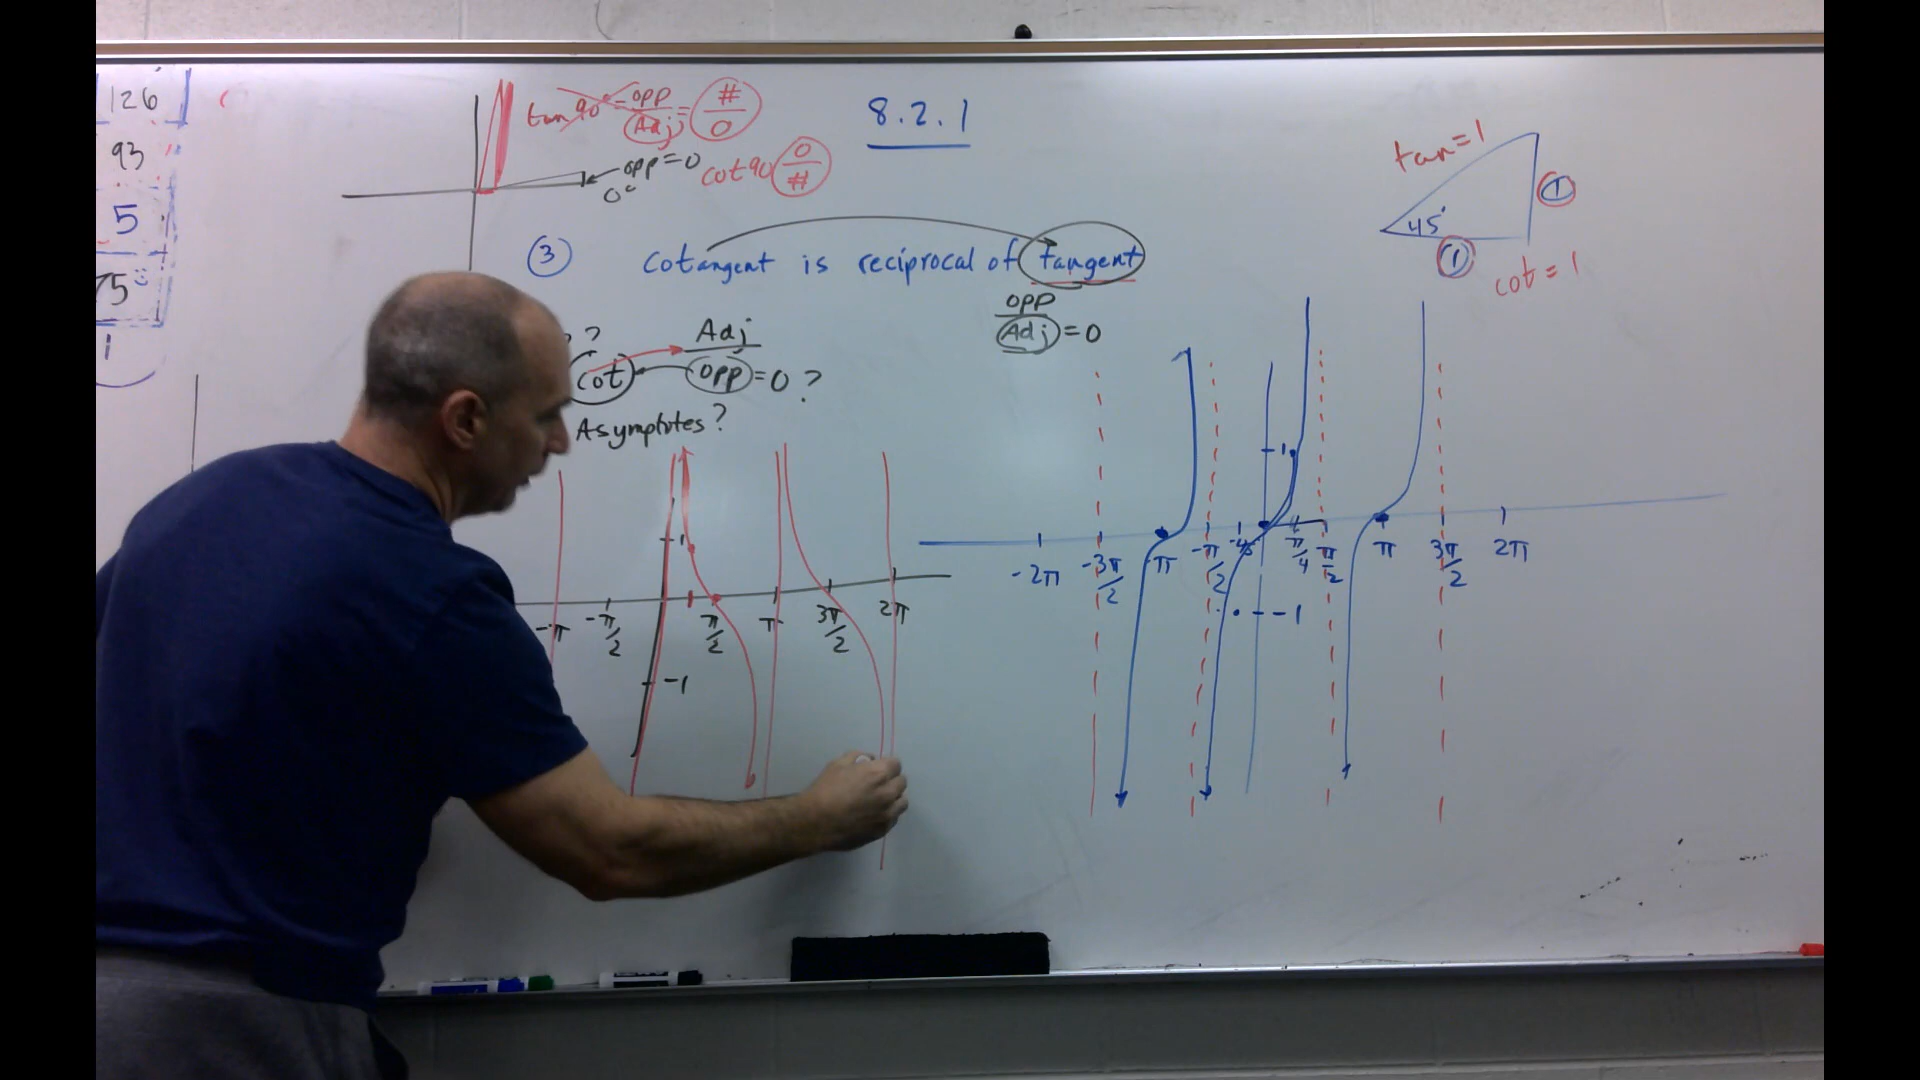 126
93
5
75
1
tan 90° = opp/Adj = #/0
8.2.1
opp=0
0°
cot 90 0/#
tan=1
1
45°
1
cot=1
③ cotangent is reciprocal of tangent
opp/Adj = 0
?
cot Adj/opp = 0 ?
Asymptotes?
1
-π -π/2 π/2 π 3π/2 2π
-1
1
-2π -3π/2 -π -π/2 π/4 π/2 π 3π/2 2π
-1